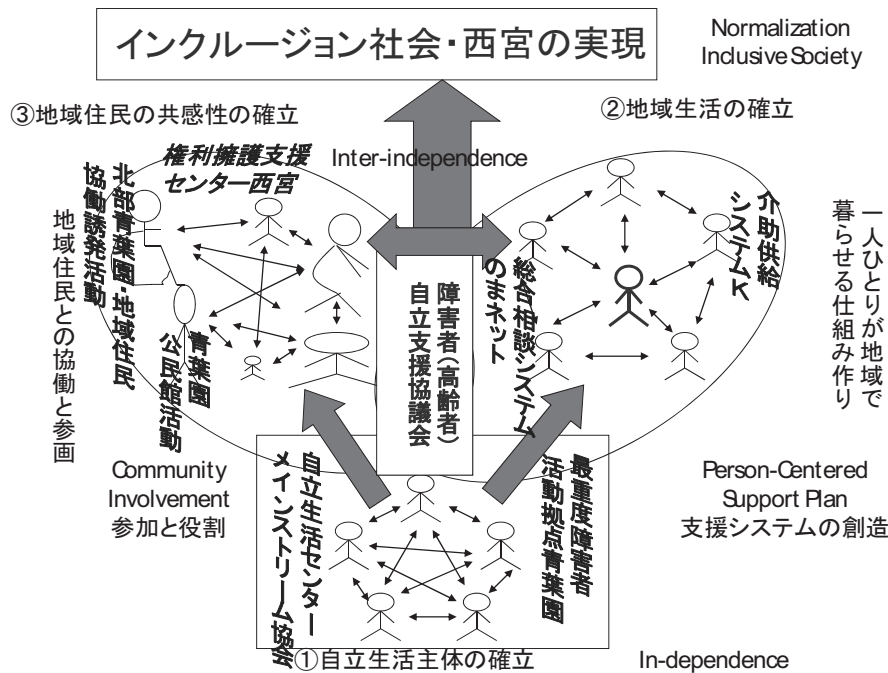 インクルージョン社会・西宮の実現
Normalization
Inclusive Society
③地域住民の共感性の確立
②地域生活の確立
権利擁護支援
センター西宮
Inter-independence
北部青葉園・地域住民
協働誘発活動
地域住民との協働と参画
青葉園
公民館活動
障害者（高齢者）
自立支援協議会
総合相談システム
のまネット
介助供給
システムK
一人ひとりが地域で
暮らせる仕組み作り
Community
Involvement
参加と役割
Person-Centered
Support Plan
支援システムの創造
自立生活センター
メインストリーム協会
最重度障害者
活動拠点青葉園
①自立生活主体の確立
In-dependence